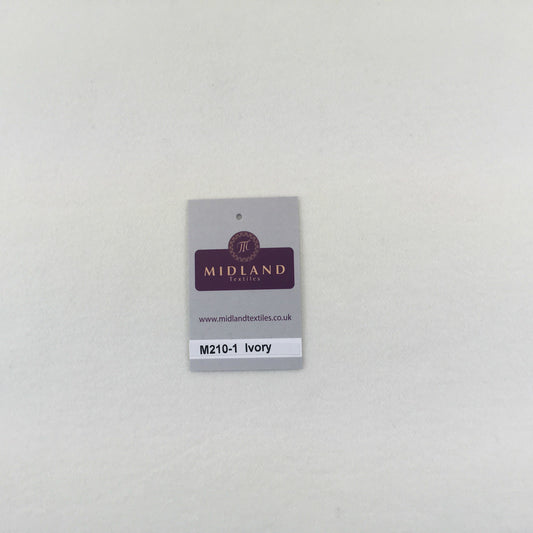 MIDLAND
Textiles
www.midlandtextiles.co.uk
M210-1 Ivory